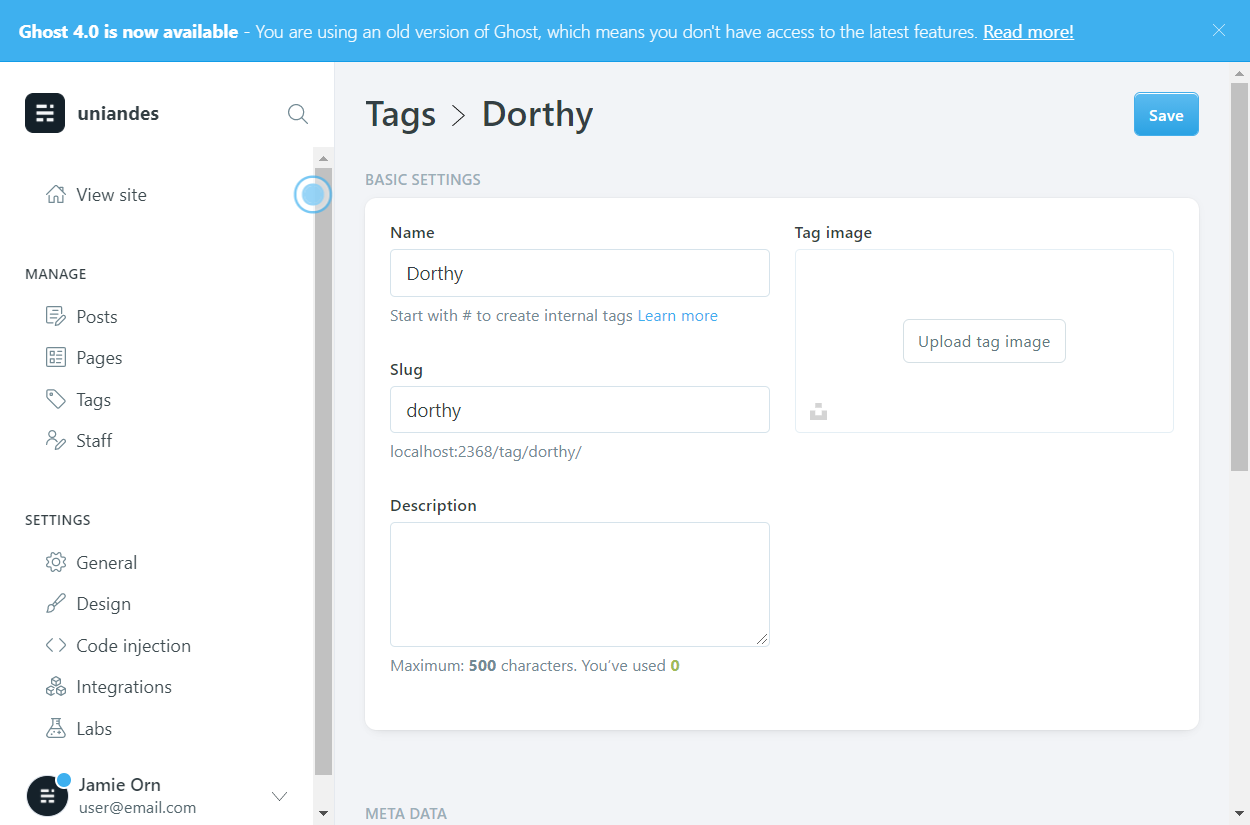 Ghost 4.0 is now available - You are using an old version of Ghost, which means you don't have access to the latest features. Read more!
uniandes
View site
MANAGE
Posts
Pages
Tags
Staff
SETTINGS
General
Design
Code injection
Integrations
Labs
Jamie Orn
user@email.com
Tags > Dorthy
Save
BASIC SETTINGS
Name
Dorthy
Start with # to create internal tags Learn more
Slug
dorthy
localhost:2368/tag/dorthy/
Description
Maximum: 500 characters. You’ve used 0
Tag image
Upload tag image
META DATA